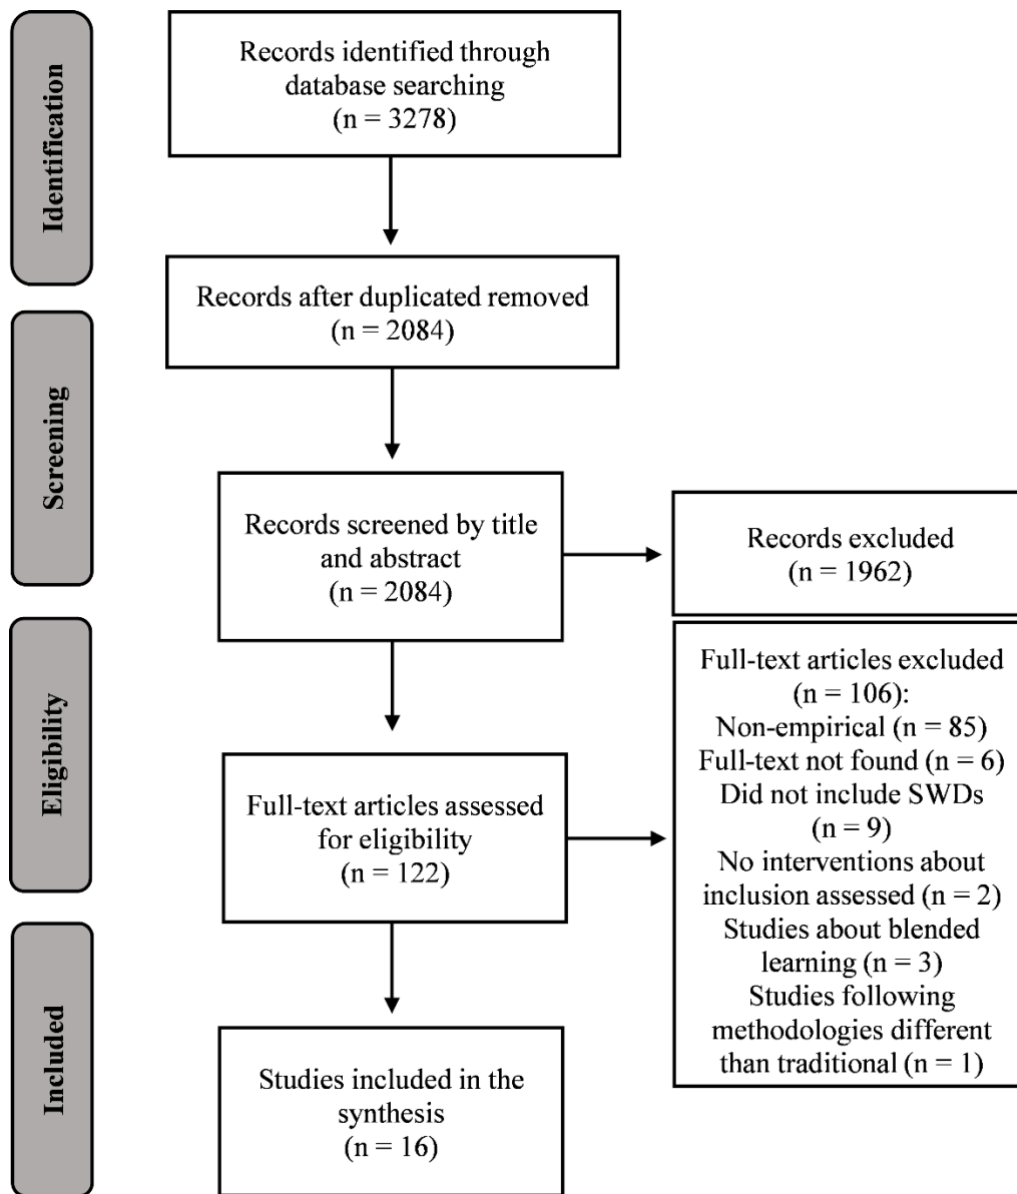 Identification
Records identified through
database searching
(n = 3278)
Records after duplicated removed
(n = 2084)
Screening
Records screened by title
and abstract
(n = 2084)
Records excluded
(n = 1962)
Eligibility
Full-text articles assessed
for eligibility
(n = 122)
Full-text articles excluded
(n = 106):
Non-empirical (n = 85)
Full-text not found (n = 6)
Did not include SWDs
(n = 9)
No interventions about
inclusion assessed (n = 2)
Studies about blended
learning (n = 3)
Studies following
methodologies different
than traditional (n = 1)
Included
Studies included in the
synthesis
(n = 16)